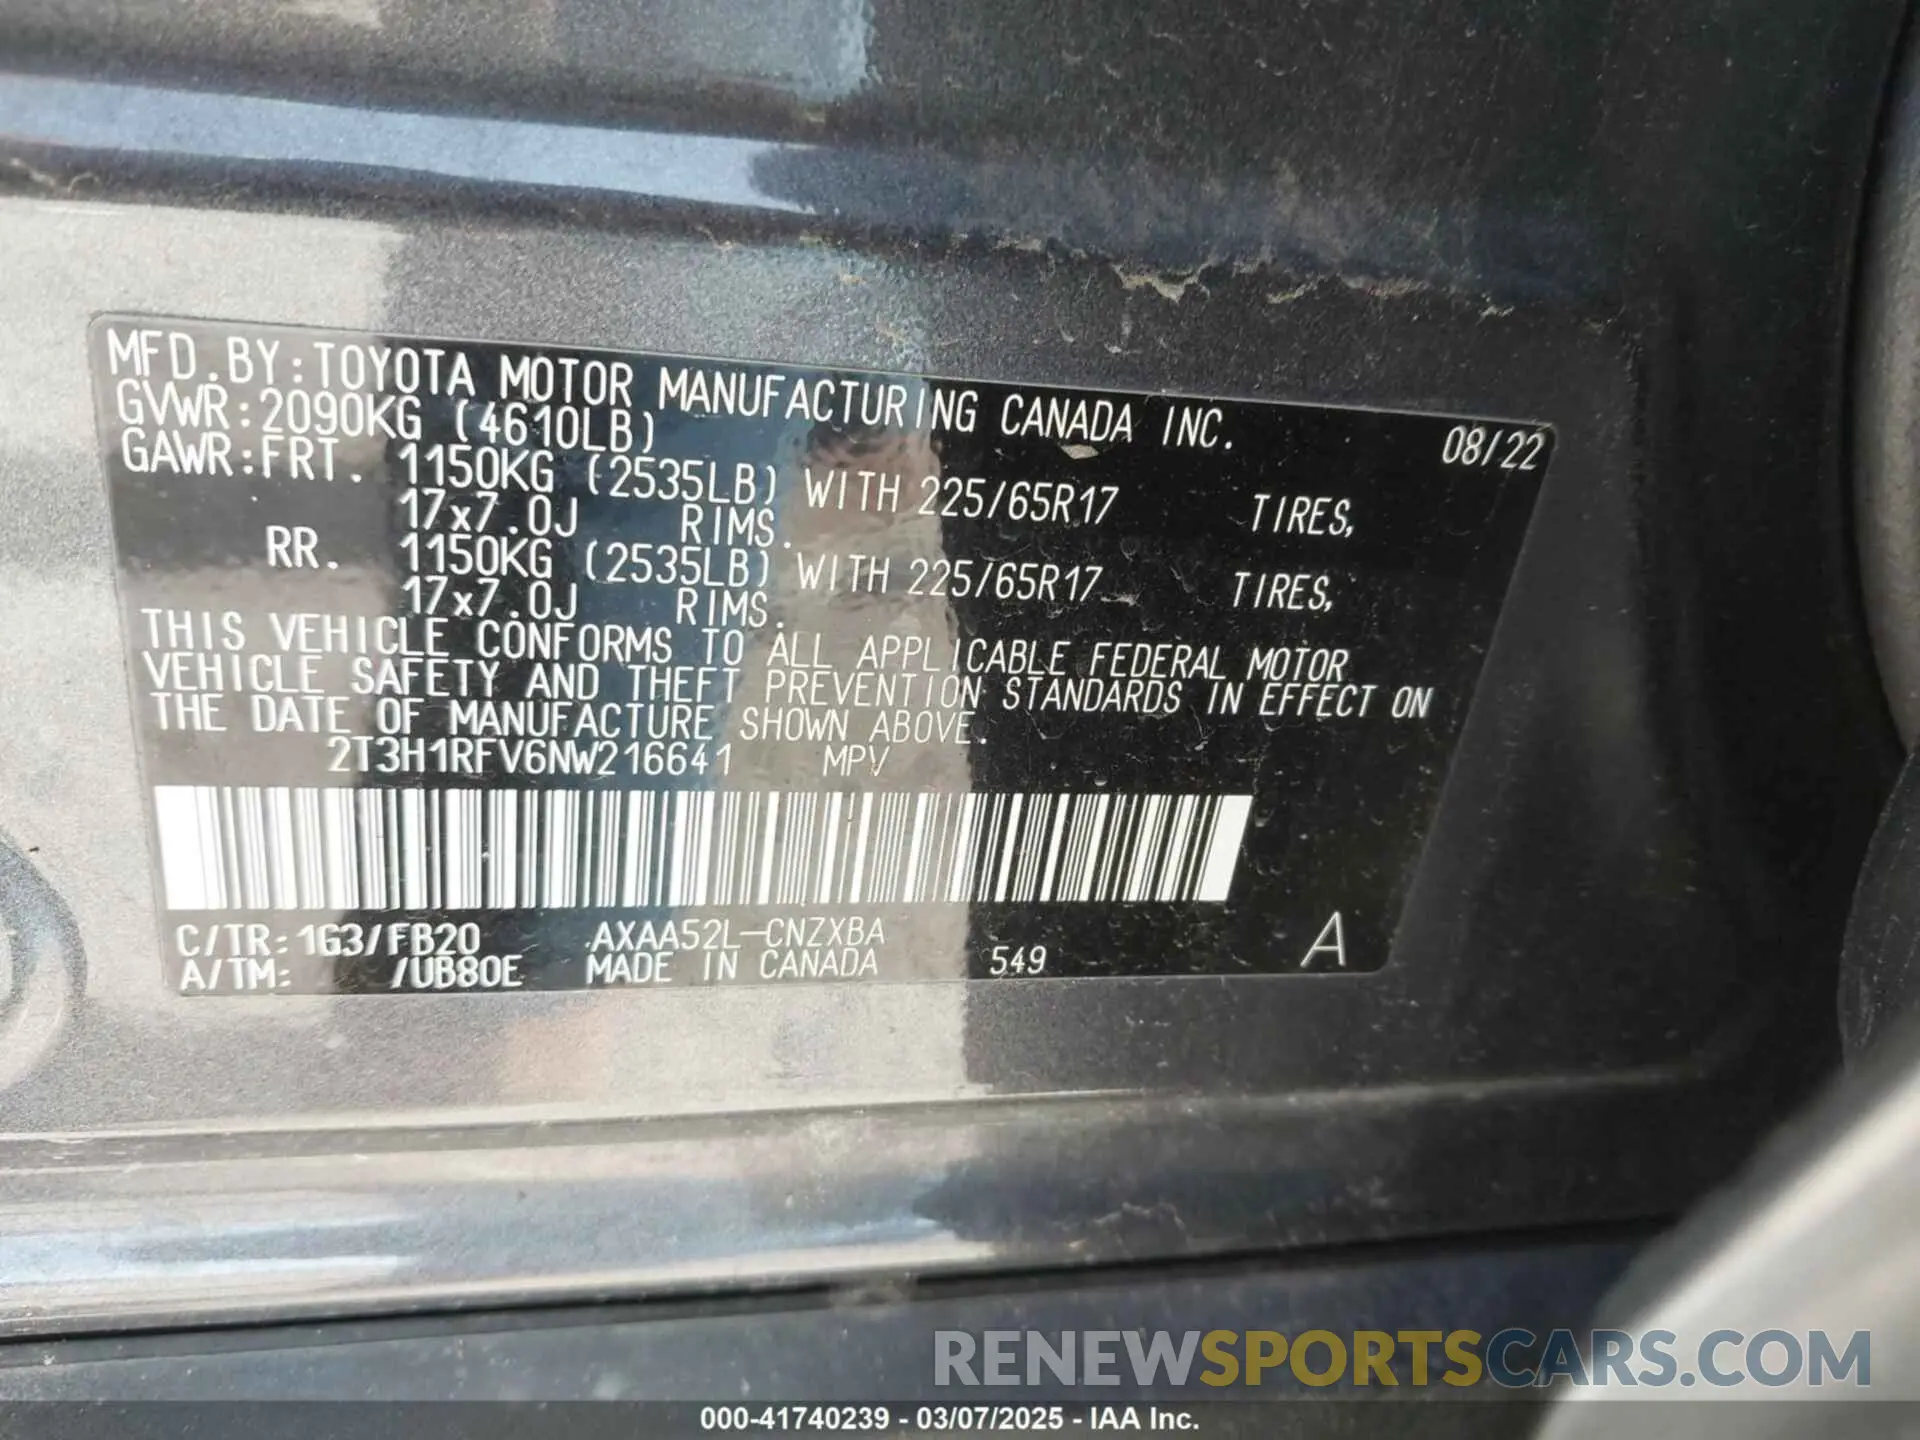 MFD.BY:TOYOTA MOTOR MANUFACTURING CANADA INC. 08/22
GVWR:2090KG (4610LB)
GAWR:FRT. 1150KG (2535LB) WITH 225/65R17 TIRES,
17x7.0J RIMS.
RR. 1150KG (2535LB) WITH 225/65R17 TIRES,
17x7.0J RIMS.
THIS VEHICLE CONFORMS TO ALL APPLICABLE FEDERAL MOTOR
VEHICLE SAFETY AND THEFT PREVENTION STANDARDS IN EFFECT ON
THE DATE OF MANUFACTURE SHOWN ABOVE.
2T3H1RFV6NW216641 MPV
C/TR:1G3/FB20 AXAA52L-CNZXBA
A/TM: /UB80E MADE IN CANADA 549 A
RENEWSPORTSCARS.COM
000-41740239 - 03/07/2025 - IAA Inc.